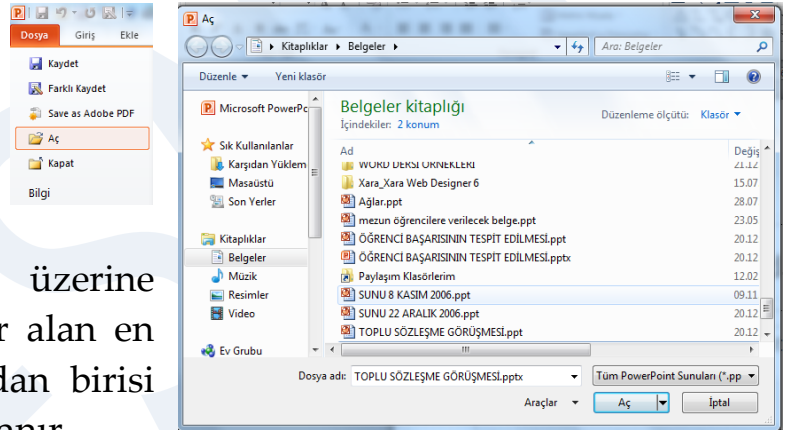 Dosya Giriş Ekle
Kaydet
Farklı Kaydet
Save as Adobe PDF
Aç
Kapat
Bilgi
üzerine
alan en
birisi
Aç
Kitaplıklar Belgeler
Ara: Belgeler
Düzenle Yeni klasör
Microsoft PowerPc
Sık Kullanılanlar
Karşıdan Yüklem
Masaüstü
Son Yerler
Kitaplıklar
Belgeler
Müzik
Resimler
Video
Ev Grubu
Belgeler kitaplığı
İçindekiler: 2 konum
Düzenleme ölçütü: Klasör
Ad Değiş
WORD DERSİ ÖRNEKLERİ 21.12
Xara_Xara Web Designer 6 15.07
Ağlar.ppt 28.07
mezun öğrencilere verilecek belge.ppt 23.05
ÖĞRENCİ BAŞARISININ TESPİT EDİLMESİ.ppt 20.12
ÖĞRENCİ BAŞARISININ TESPİT EDİLMESİ.pptx 20.12
Paylaşım Klasörlerim 12.02
SUNU 8 KASIM 2006.ppt 09.11
SUNU 22 ARALIK 2006.ppt 20.12
TOPLU SÖZLEŞME GÖRÜŞMESİ.ppt 20.12
Dosya adı: TOPLU SÖZLEŞME GÖRÜŞMESİ.pptx Tüm PowerPoint Sunuları (*.pp
Araçlar Aç İptal